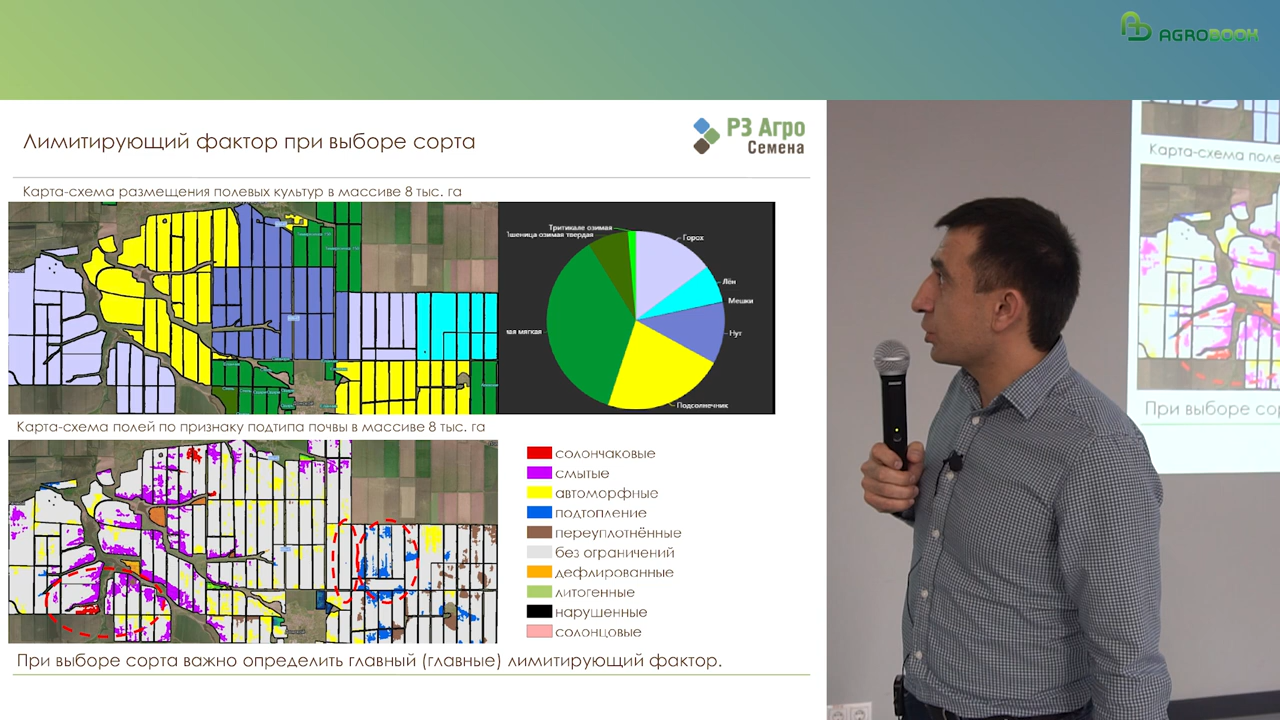 AGROBOOK
Лимитирующий фактор при выборе сорта
РЗ Агро
Семена
Карта-схема размещения полевых культур в массиве 8 тыс. га
Тритикале озимая
Пшеница озимая твердая
Горох
Лён
Мешки
Нут
мягкая
Подсолнечник
Карта-схема полей по признаку подтипа почвы в массиве 8 тыс. га
солончаковые
смытые
автоморфные
подтопление
переуплотнённые
без ограничений
дефлированные
литогенные
нарушенные
солонцовые
При выборе сорта важно определить главный (главные) лимитирующий фактор.
Карта-схема поле
При выборе сор